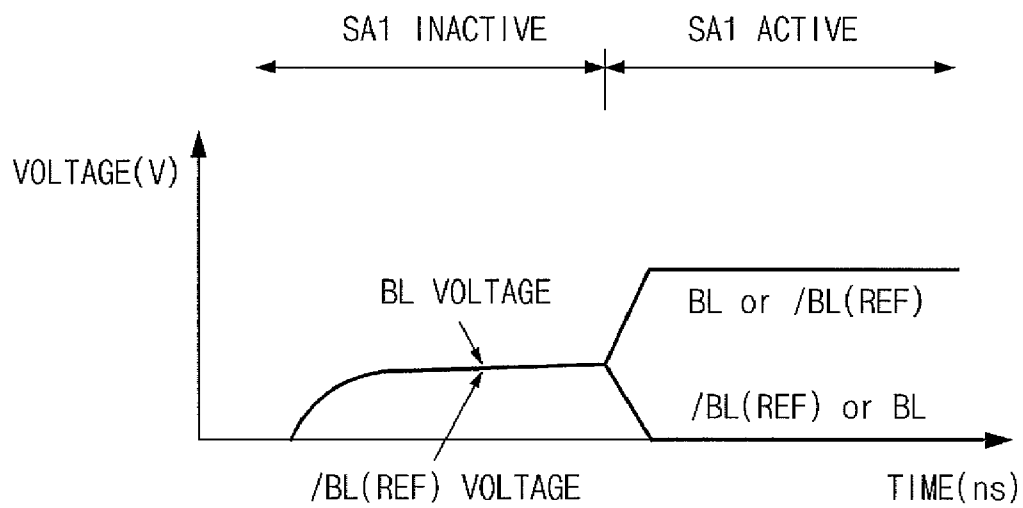 SA1 INACTIVE
SA1 ACTIVE
VOLTAGE(V)
BL VOLTAGE
BL or /BL(REF)
/BL(REF) or BL
/BL(REF) VOLTAGE
TIME(ns)